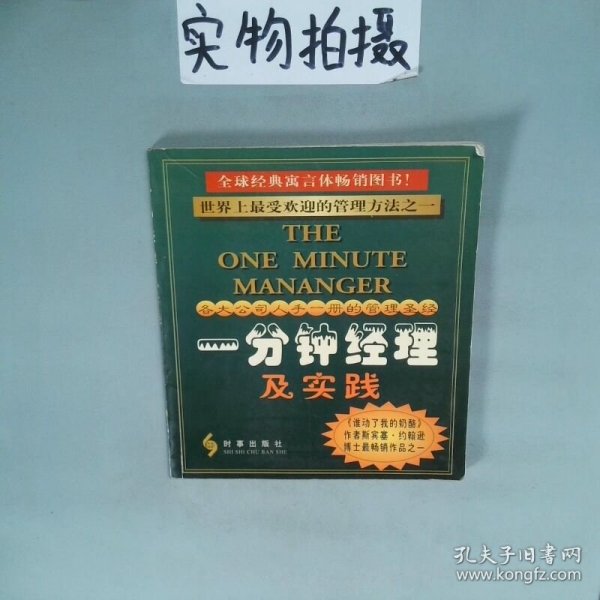 实物拍摄
全球经典寓言体畅销图书!
世界上最受欢迎的管理方法之一
THE
ONE MINUTE
MANANGER
各大公司人手一册的管理圣经
一分钟经理
及实践
《谁动了我的奶酪》
作者斯宾塞·约翰逊
博士最畅销作品之一
时事出版社
SHI SHI CHU BAN SHE
孔夫子旧书网
www.kongfz.com